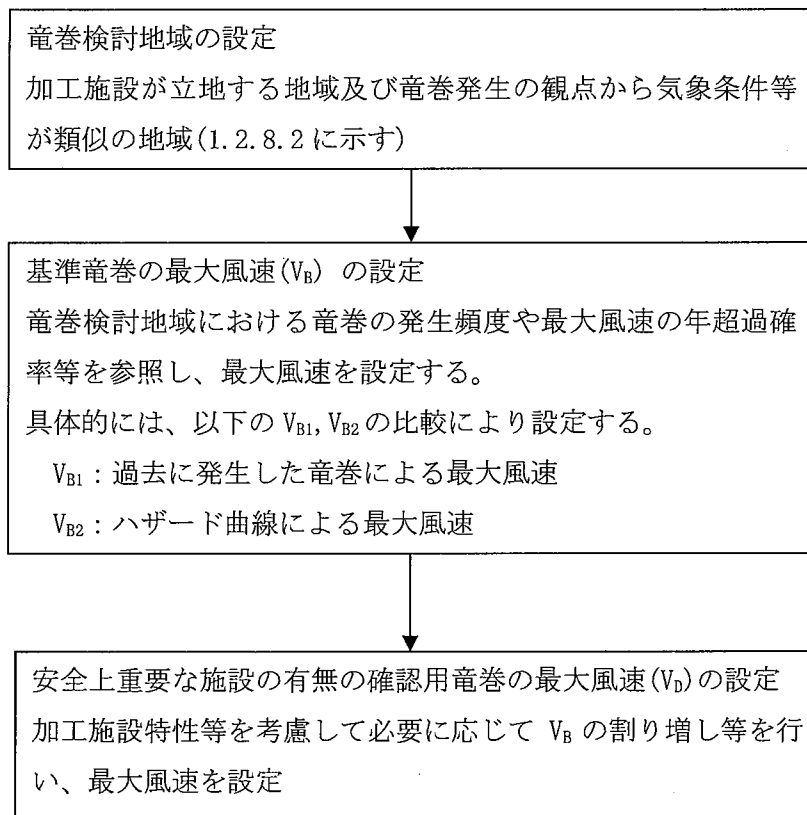 竜巻検討地域の設定
加工施設が立地する地域及び竜巻発生の観点から気象条件等
が類似の地域(1.2.8.2に示す)
基準竜巻の最大風速(V_B) の設定
竜巻検討地域における竜巻の発生頻度や最大風速の年超過確
率等を参照し、最大風速を設定する。
具体的には、以下の V_B1, V_B2 の比較により設定する。
V_B1：過去に発生した竜巻による最大風速
V_B2：ハザード曲線による最大風速
安全上重要な施設の有無の確認用竜巻の最大風速(V_D)の設定
加工施設特性等を考慮して必要に応じて V_B の割り増し等を行
い、最大風速を設定